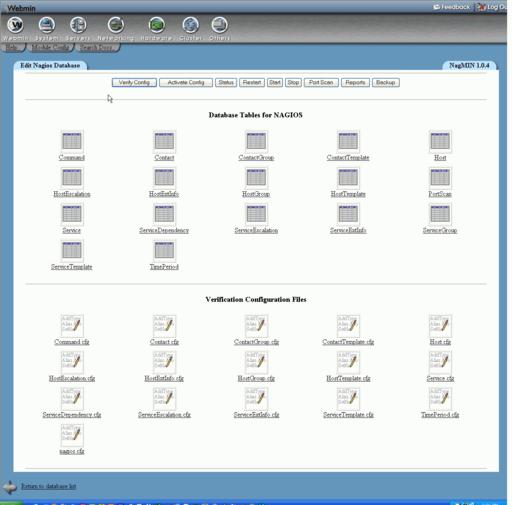 Webmin
Feedback Log Ou
Webmin System Servers Networking Hardware Cluster Others
Help.. Module Config Search Docs..
Edit Nagios Database
NagMIN 1.0.4
Verify Config Activate Config Status Restart Start Stop Port Scan Reports Backup
Database Tables for NAGIOS
Command Contact ContactGroup ContactTemplate Host
HostEscalation HostExtInfo HostGroup HostTemplate PortScan
Service ServiceDependency ServiceEscalation ServiceExtInfo ServiceGroup
ServiceTemplate TimePeriod
Verification Configuration Files
Command.cfg Contact.cfg ContactGroup.cfg ContactTemplate.cfg Host.cfg
HostEscalation.cfg HostExtInfo.cfg HostGroup.cfg HostTemplate.cfg Service.cfg
ServiceDependency.cfg ServiceEscalation.cfg ServiceExtInfo.cfg ServiceTemplate.cfg TimePeriod.cfg
nagios.cfg
Return to database list